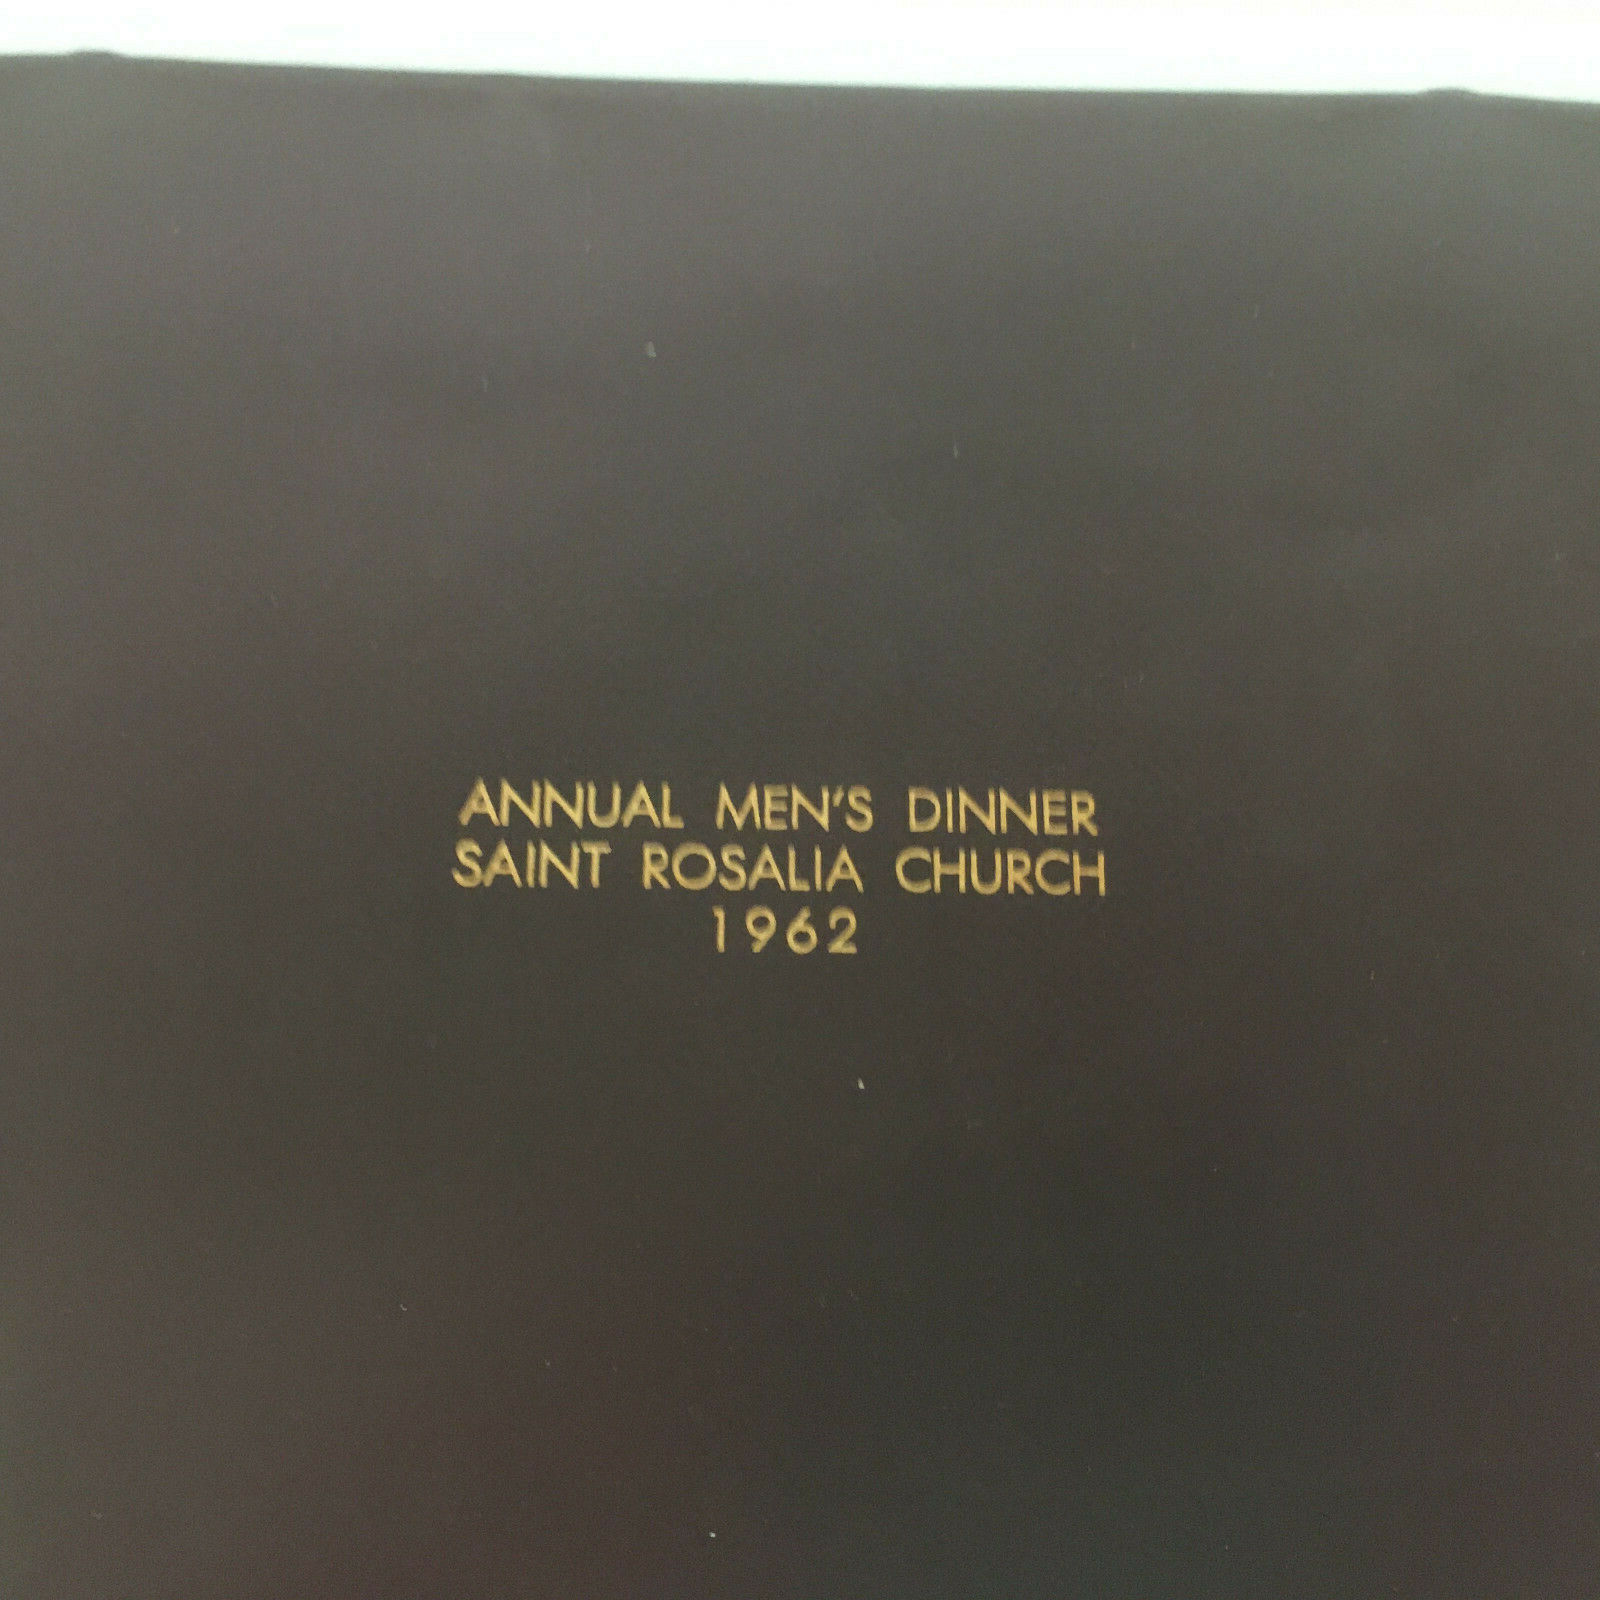 ANNUAL MEN'S DINNER
SAINT ROSALIA CHURCH
1962